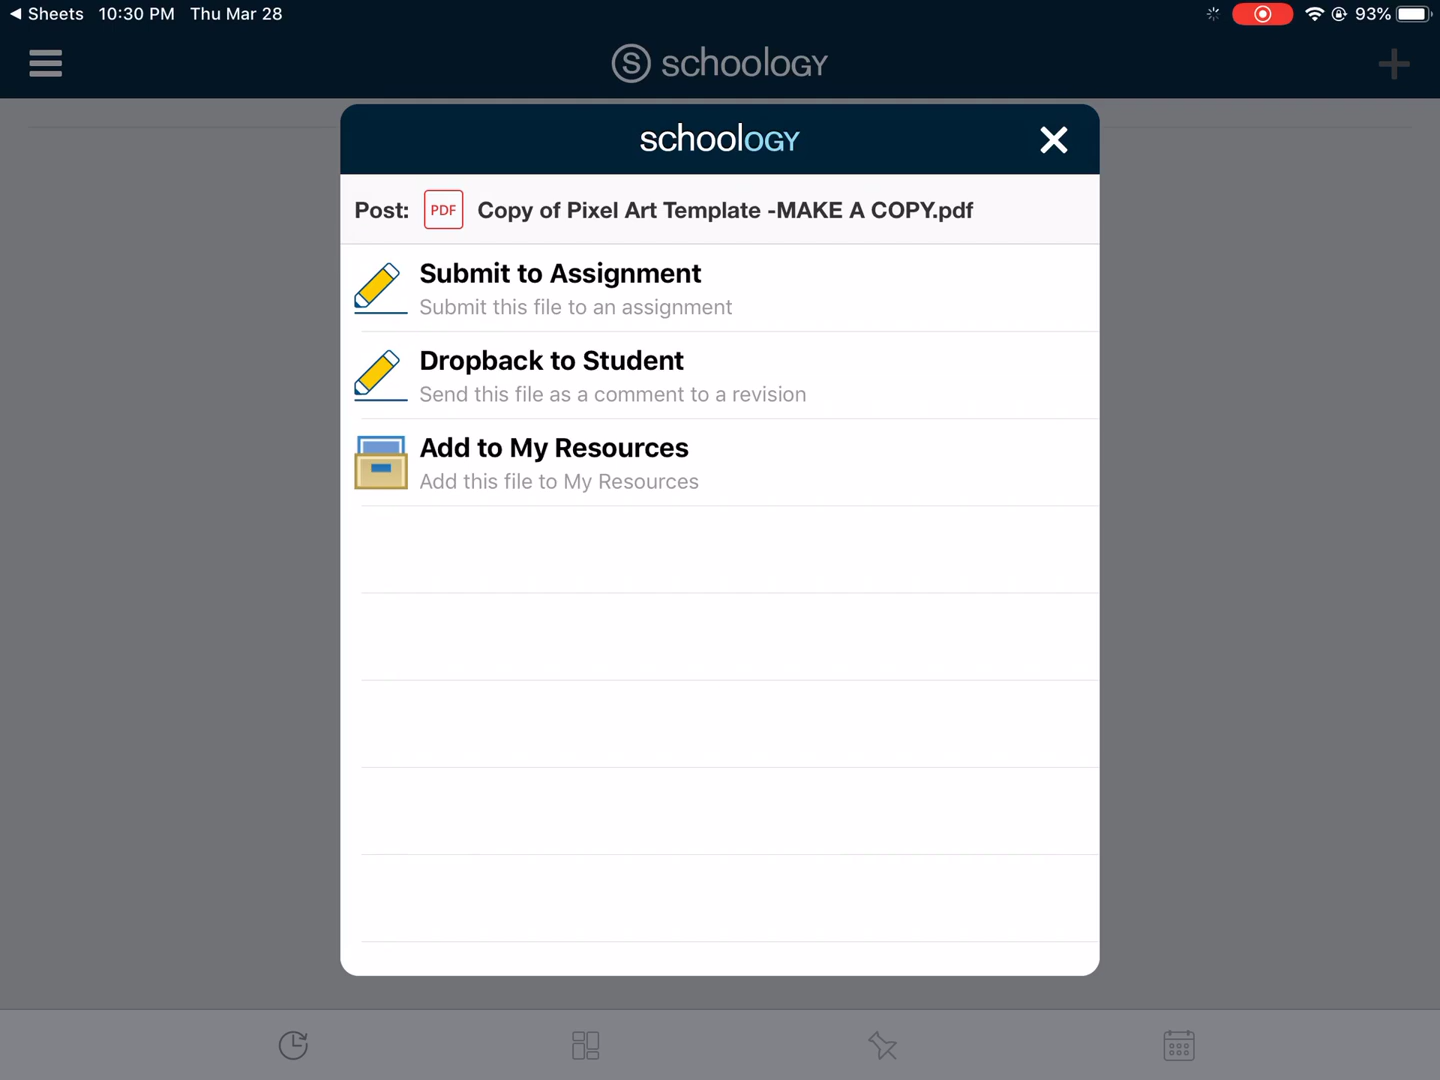 ◀ Sheets 10:30 PM Thu Mar 28 93%
S schoology
schoology
Post: PDF Copy of Pixel Art Template -MAKE A COPY.pdf
Submit to Assignment
Submit this file to an assignment
Dropback to Student
Send this file as a comment to a revision
Add to My Resources
Add this file to My Resources